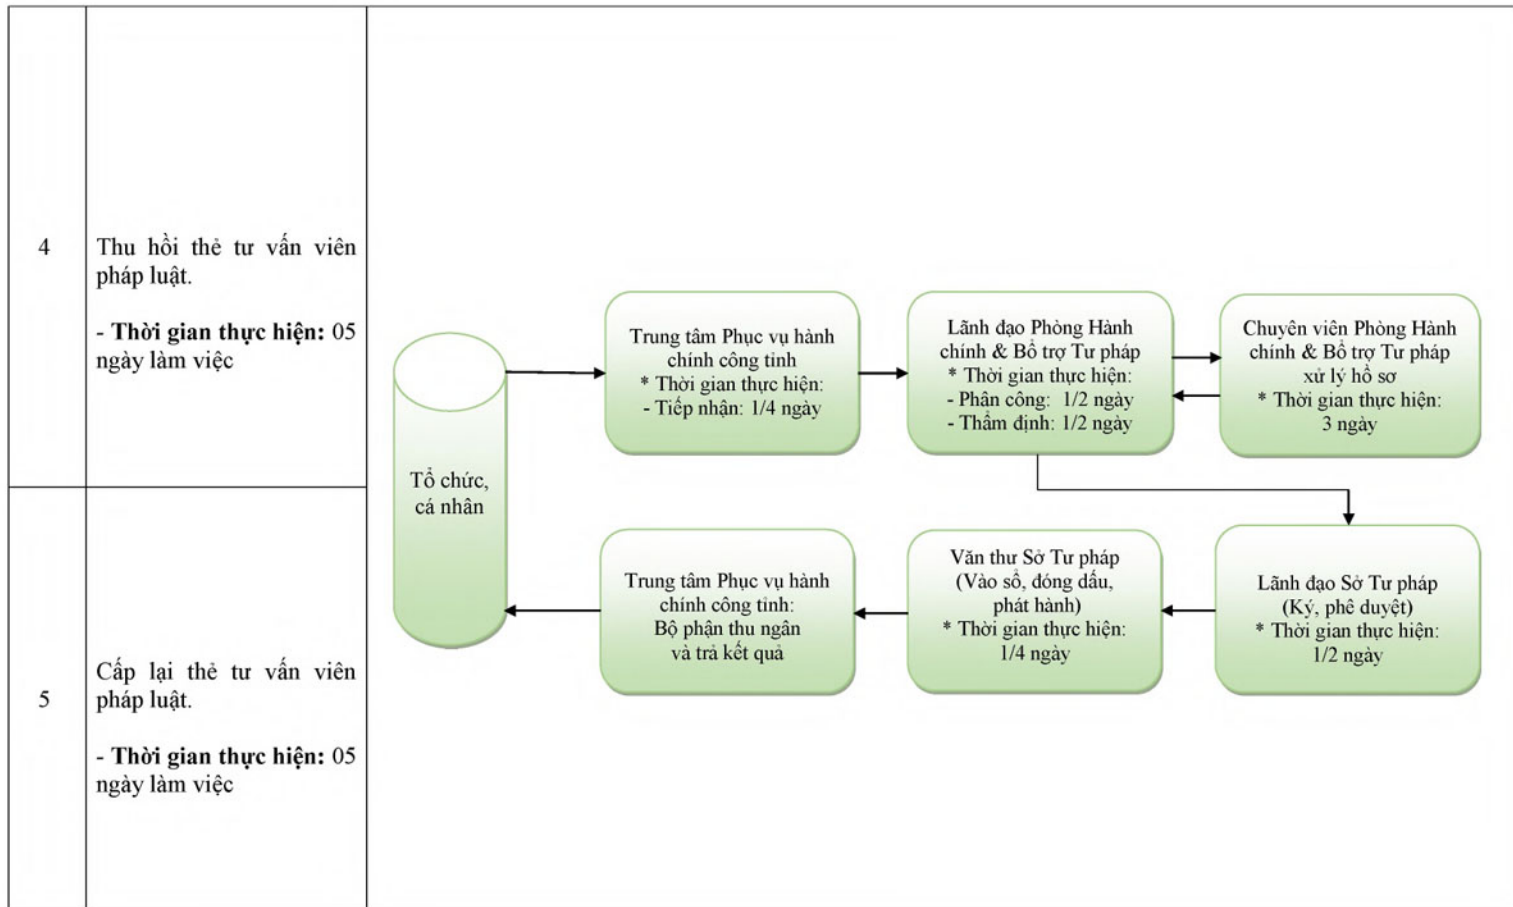 4
Thu hồi thẻ tư vấn viên
pháp luật.
- Thời gian thực hiện: 05
ngày làm việc
5
Cấp lại thẻ tư vấn viên
pháp luật.
- Thời gian thực hiện: 05
ngày làm việc
Tổ chức,
cá nhân
Trung tâm Phục vụ hành
chính công tỉnh
* Thời gian thực hiện:
- Tiếp nhận: 1/4 ngày
Lãnh đạo Phòng Hành
chính & Bổ trợ Tư pháp
* Thời gian thực hiện:
- Phân công: 1/2 ngày
- Thẩm định: 1/2 ngày
Chuyên viên Phòng Hành
chính & Bổ trợ Tư pháp
xử lý hồ sơ
* Thời gian thực hiện:
3 ngày
Lãnh đạo Sở Tư pháp
(Ký, phê duyệt)
* Thời gian thực hiện:
1/2 ngày
Văn thư Sở Tư pháp
(Vào sổ, đóng dấu,
phát hành)
* Thời gian thực hiện:
1/4 ngày
Trung tâm Phục vụ hành
chính công tỉnh:
Bộ phận thu ngân
và trả kết quả